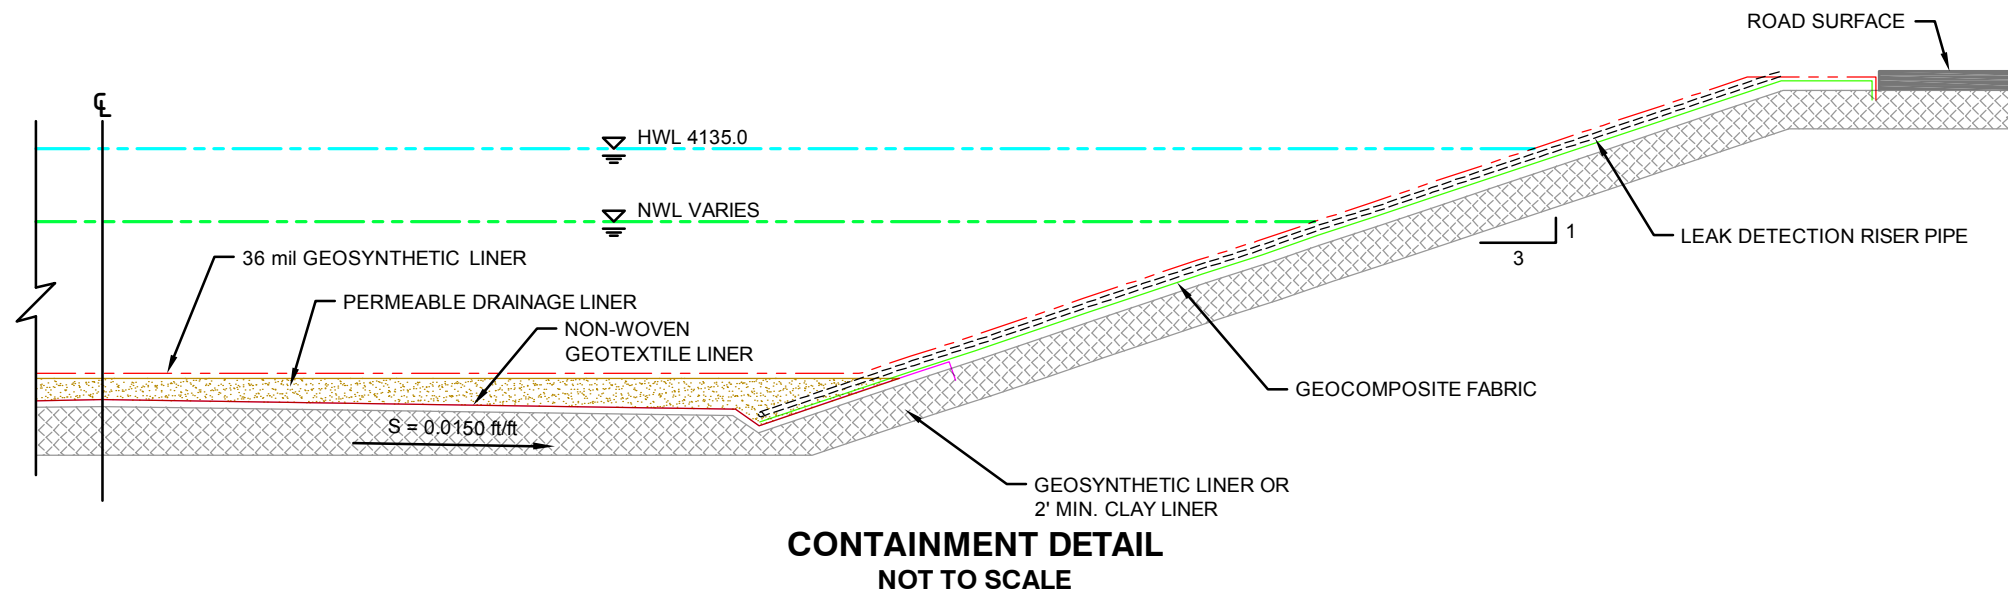 ROAD SURFACE
℄
HWL 4135.0
NWL VARIES
1
3
LEAK DETECTION RISER PIPE
36 mil GEOSYNTHETIC LINER
PERMEABLE DRAINAGE LINER
NON-WOVEN
GEOTEXTILE LINER
GEOCOMPOSITE FABRIC
S = 0.0150 ft/ft
GEOSYNTHETIC LINER OR
2' MIN. CLAY LINER
CONTAINMENT DETAIL
NOT TO SCALE